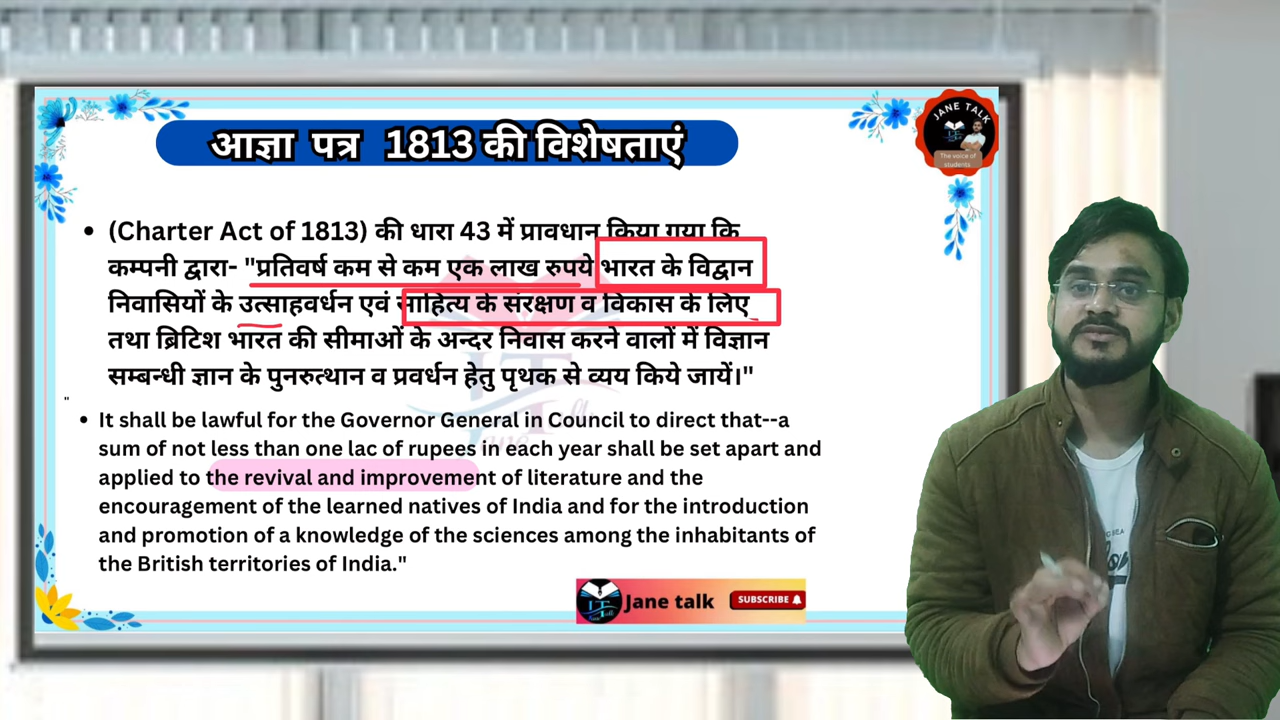 आज्ञा पत्र 1813 की विशेषताएं
JANE TALK
The voice of
students
• (Charter Act of 1813) की धारा 43 में प्रावधान किया गया कि
कम्पनी द्वारा- "प्रतिवर्ष कम से कम एक लाख रुपये भारत के विद्वान
निवासियों के उत्साहवर्धन एवं साहित्य के संरक्षण व विकास के लिए
तथा ब्रिटिश भारत की सीमाओं के अन्दर निवास करने वालों में विज्ञान
सम्बन्धी ज्ञान के पुनरुत्थान व प्रवर्धन हेतु पृथक से व्यय किये जायें।"
"
• It shall be lawful for the Governor General in Council to direct that--a
sum of not less than one lac of rupees in each year shall be set apart and
applied to the revival and improvement of literature and the
encouragement of the learned natives of India and for the introduction
and promotion of a knowledge of the sciences among the inhabitants of
the British territories of India."
Jane talk
SUBSCRIBE